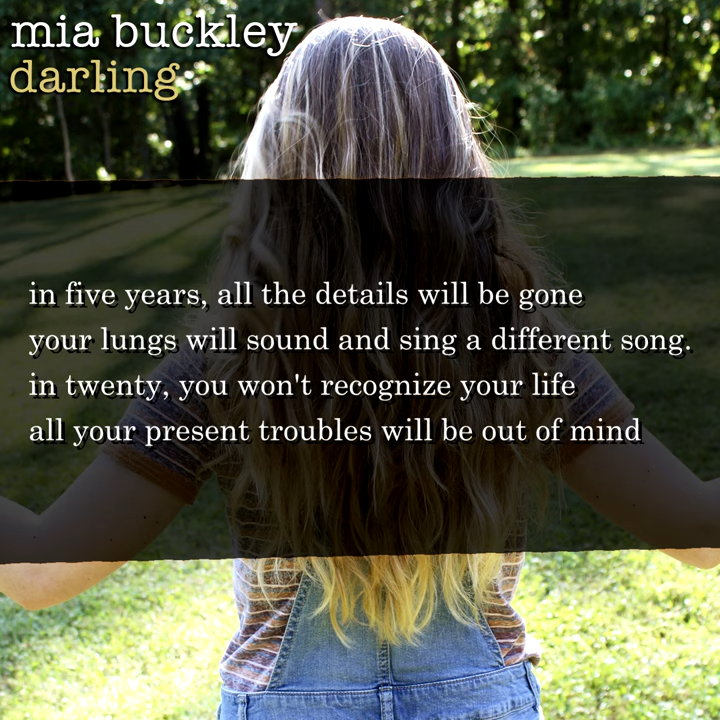 mia buckley
darling
in five years, all the details will be gone
your lungs will sound and sing a different song.
in twenty, you won't recognize your life
all your present troubles will be out of mind